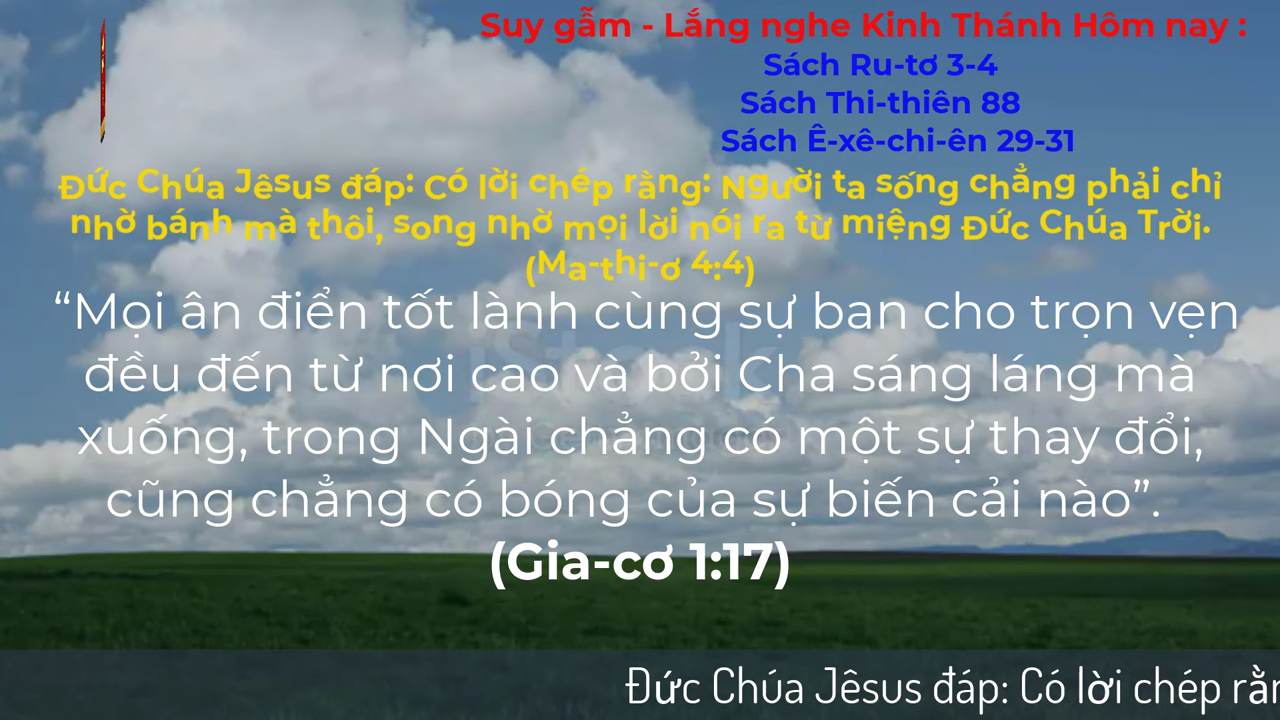 Suy gẫm - Lắng nghe Kinh Thánh Hôm nay :
Sách Ru-tơ 3-4
Sách Thi-thiên 88
Sách Ê-xê-chi-ên 29-31
Đức Chúa Jêsus đáp: Có lời chép rằng: Người ta sống chẳng phải chỉ
nhờ bánh mà thôi, song nhờ mọi lời nói ra từ miệng Đức Chúa Trời.
(Ma-thi-ơ 4:4)
“Mọi ân điển tốt lành cùng sự ban cho trọn vẹn
đều đến từ nơi cao và bởi Cha sáng láng mà
xuống, trong Ngài chẳng có một sự thay đổi,
cũng chẳng có bóng của sự biến cải nào”.
(Gia-cơ 1:17)
Đức Chúa Jêsus đáp: Có lời chép